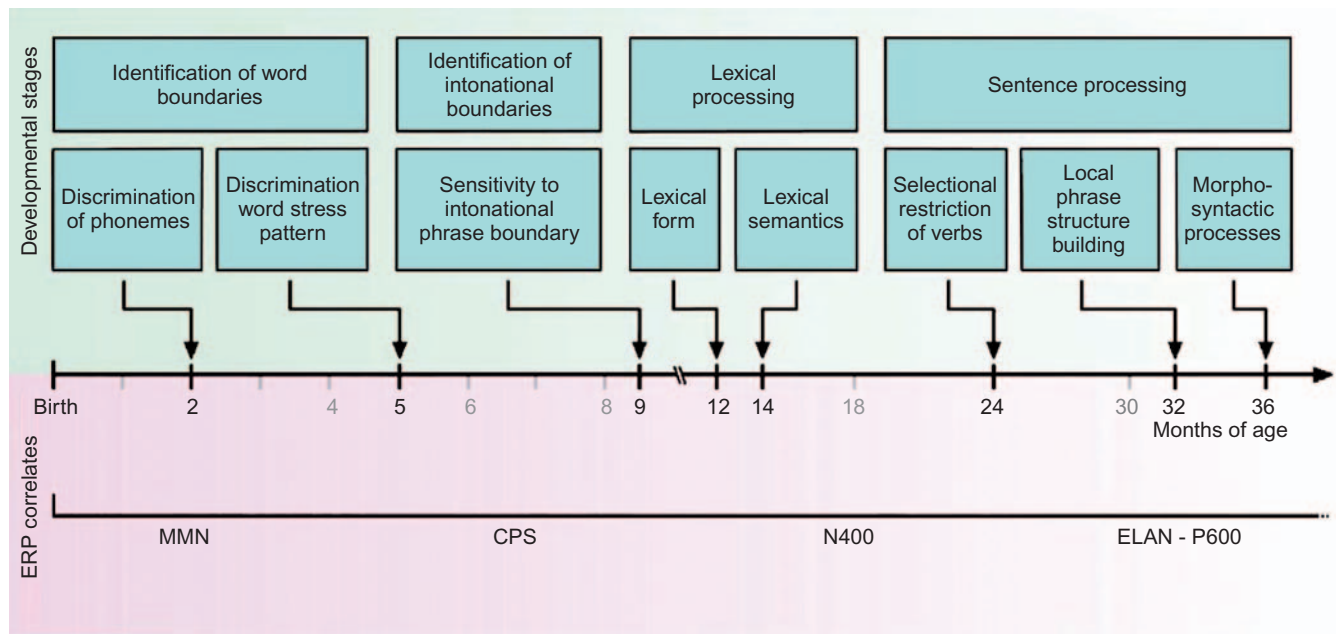 Developmental stages
Identification of word
boundaries
Identification of
intonational
boundaries
Lexical
processing
Sentence processing
Discrimination
of phonemes
Discrimination
word stress
pattern
Sensitivity to
intonational
phrase boundary
Lexical
form
Lexical
semantics
Selectional
restriction
of verbs
Local
phrase
structure
building
Morpho-
syntactic
processes
Birth 2 4 5 6 8 9 12 14 18 24 30 32 36
Months of age
ERP correlates
MMN CPS N400 ELAN - P600